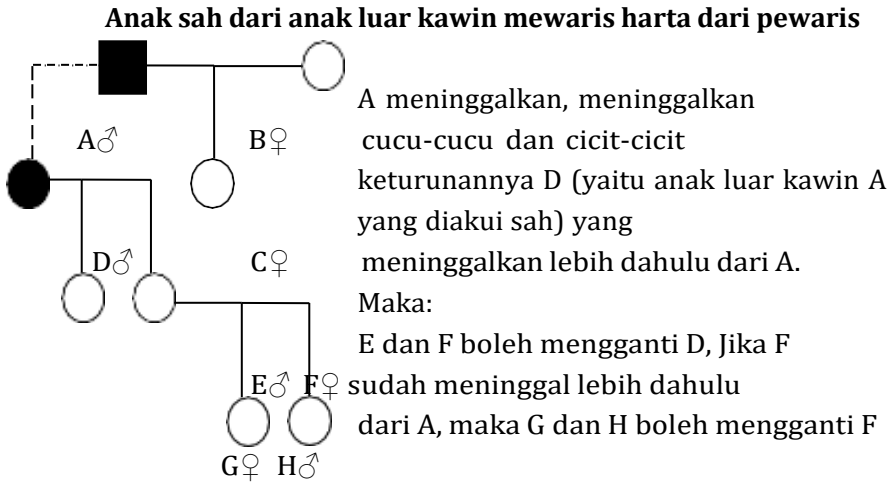 Anak sah dari anak luar kawin mewaris harta dari pewaris
A meninggalkan, meninggalkan
A♂ B♀ cucu-cucu dan cicit-cicit
keturunannya D (yaitu anak luar kawin A
yang diakui sah) yang
D♂ C♀ meninggalkan lebih dahulu dari A.
Maka:
E dan F boleh mengganti D, Jika F
E♂ F♀ sudah meninggal lebih dahulu
dari A, maka G dan H boleh mengganti F
G♀ H♂